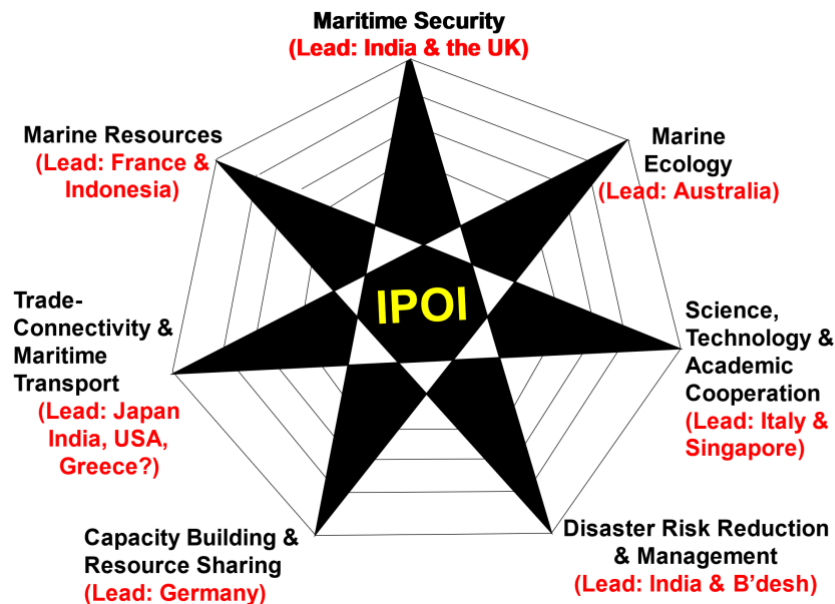 Maritime Security
(Lead: India & the UK)
Marine Resources
(Lead: France &
Indonesia)
Marine
Ecology
(Lead: Australia)
IPOI
Trade-
Connectivity &
Maritime
Transport
(Lead: Japan
India, USA,
Greece?)
Science,
Technology &
Academic
Cooperation
(Lead: Italy &
Singapore)
Capacity Building &
Resource Sharing
(Lead: Germany)
Disaster Risk Reduction
& Management
(Lead: India & B'desh)